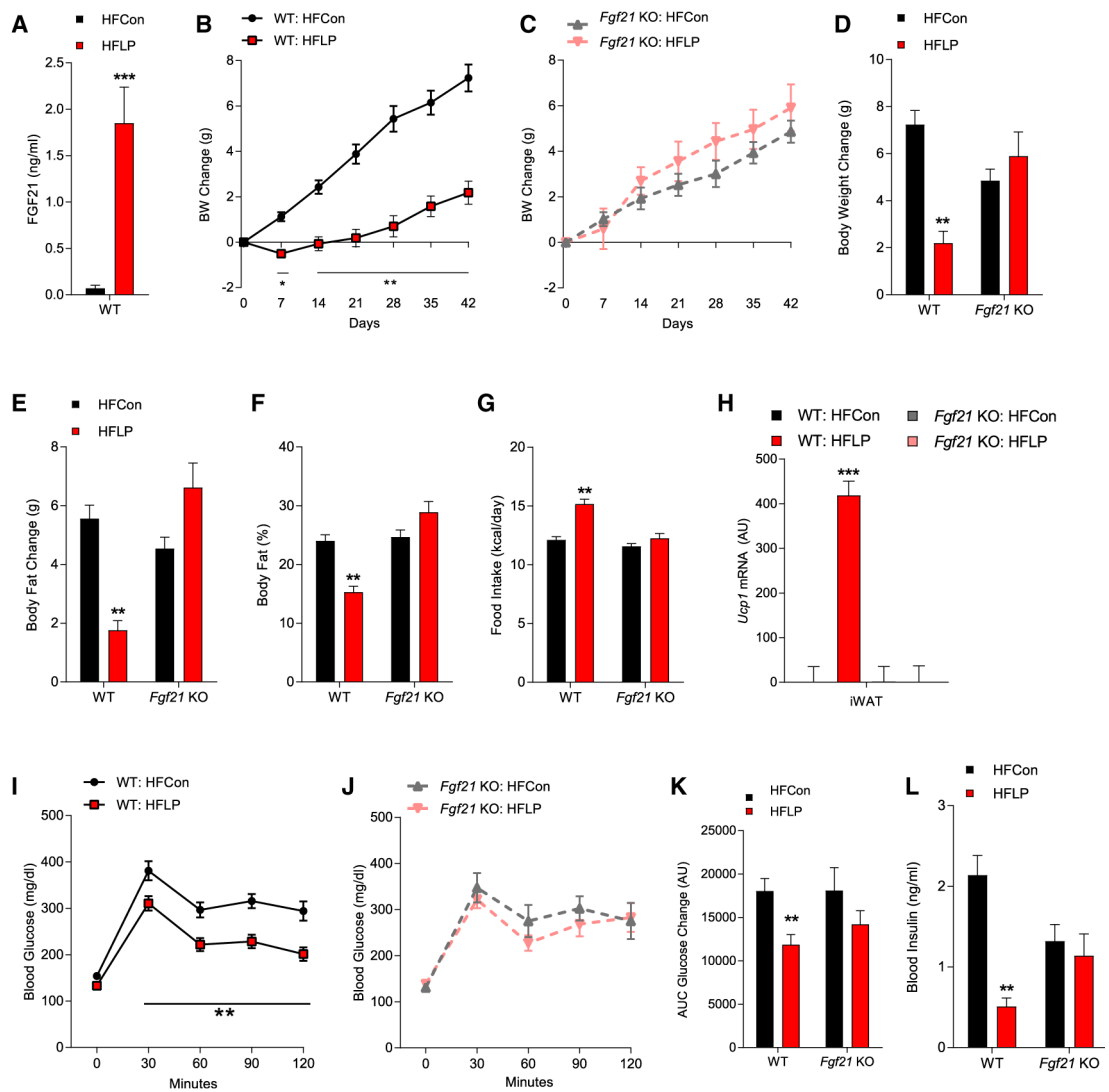 A
HFCon
HFLP
FGF21 (ng/ml)
2.5
2.0
1.5
1.0
0.5
0.0
***
WT
B
WT: HFCon
WT: HFLP
BW Change (g)
8
6
4
2
0
-2
*
**
0 7 14 21 28 35 42
Days
C
Fgf21 KO: HFCon
Fgf21 KO: HFLP
BW Change (g)
8
6
4
2
0
-2
0 7 14 21 28 35 42
Days
D
HFCon
HFLP
Body Weight Change (g)
10
8
6
4
2
0
**
WT Fgf21 KO
E
HFCon
HFLP
Body Fat Change (g)
8
6
4
2
0
**
WT Fgf21 KO
F
Body Fat (%)
40
30
20
10
0
**
WT Fgf21 KO
G
Food Intake (kcal/day)
20
15
10
5
0
**
WT Fgf21 KO
H
WT: HFCon Fgf21 KO: HFCon
WT: HFLP Fgf21 KO: HFLP
Ucp1 mRNA (AU)
500
400
300
200
100
0
***
iWAT
I
WT: HFCon
WT: HFLP
Blood Glucose (mg/dl)
500
400
300
200
100
0
**
0 30 60 90 120
Minutes
J
Fgf21 KO: HFCon
Fgf21 KO: HFLP
Blood Glucose (mg/dl)
500
400
300
200
100
0
0 30 60 90 120
Minutes
K
HFCon
HFLP
AUC Glucose Change (AU)
25000
20000
15000
10000
5000
0
**
WT Fgf21 KO
L
HFCon
HFLP
Blood Insulin (ng/ml)
3
2
1
0
**
WT Fgf21 KO